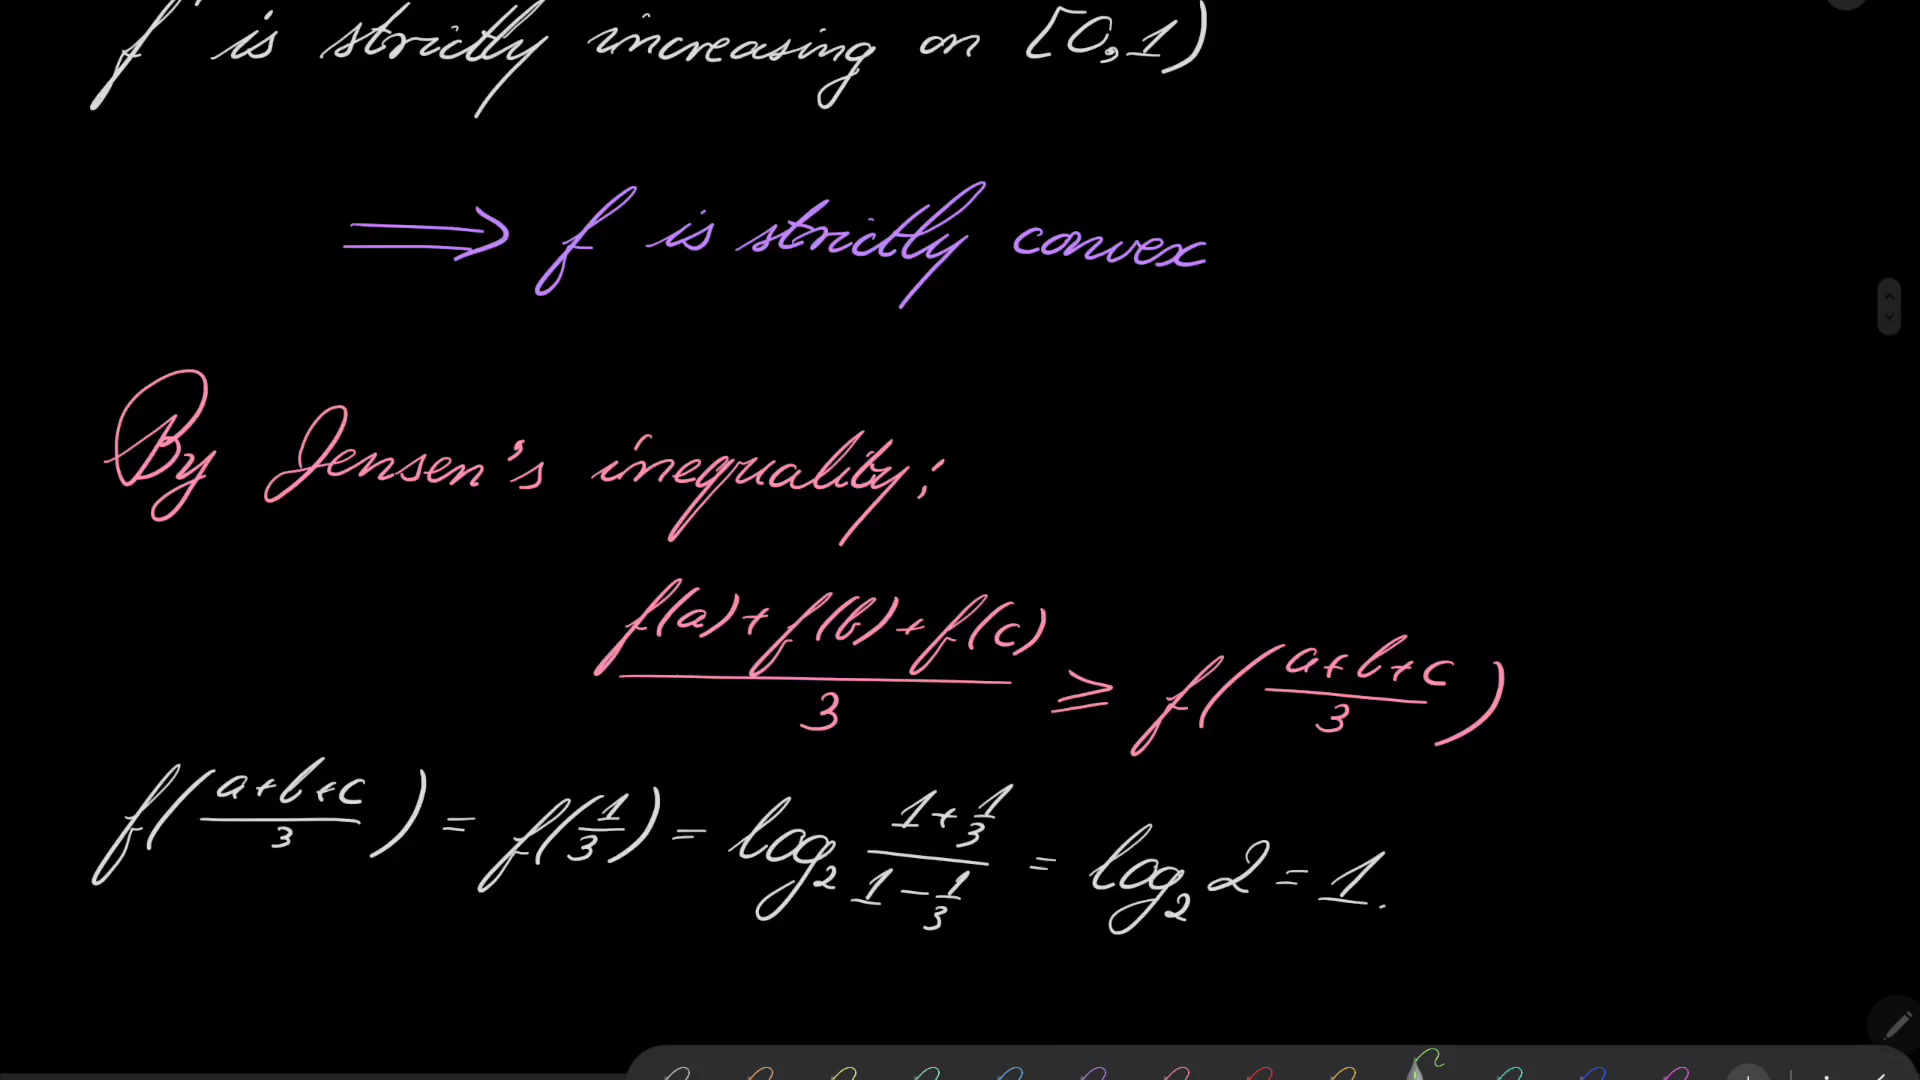 f' is strictly increasing on [0,1)
⟹ f is strictly convex
By Jensen's inequality:
(f(a)+f(b)+f(c))/3 ≥ f((a+b+c)/3)
f((a+b+c)/3) = f(1/3) = log₂ (1+1/3)/(1-1/3) = log₂ 2 = 1.